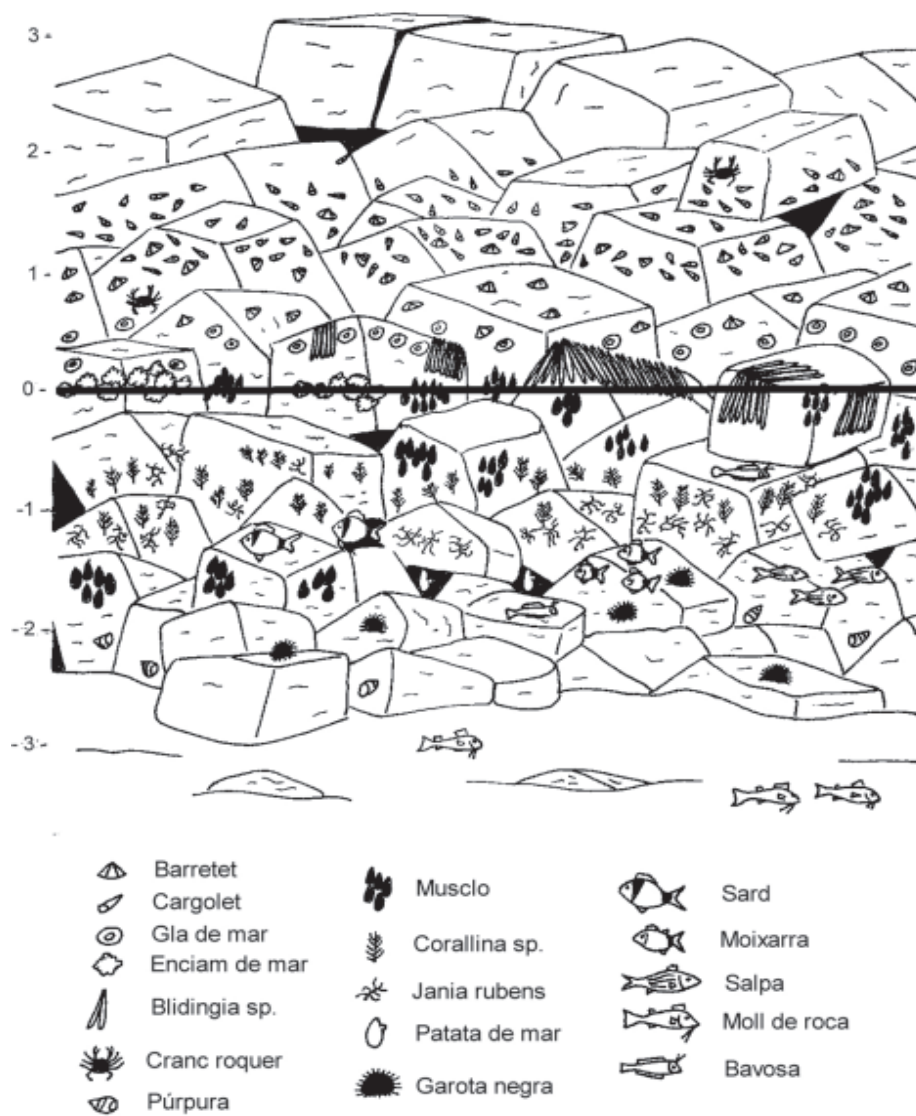 3 -
2 -
1 -
0 -
-1 -
-2 -
-3 -
Barretet
Cargolet
Gla de mar
Enciam de mar
Blidingia sp.
Cranc roquer
Púrpura
Musclo
Corallina sp.
Jania rubens
Patata de mar
Garota negra
Sard
Moixarra
Salpa
Moll de roca
Bavosa